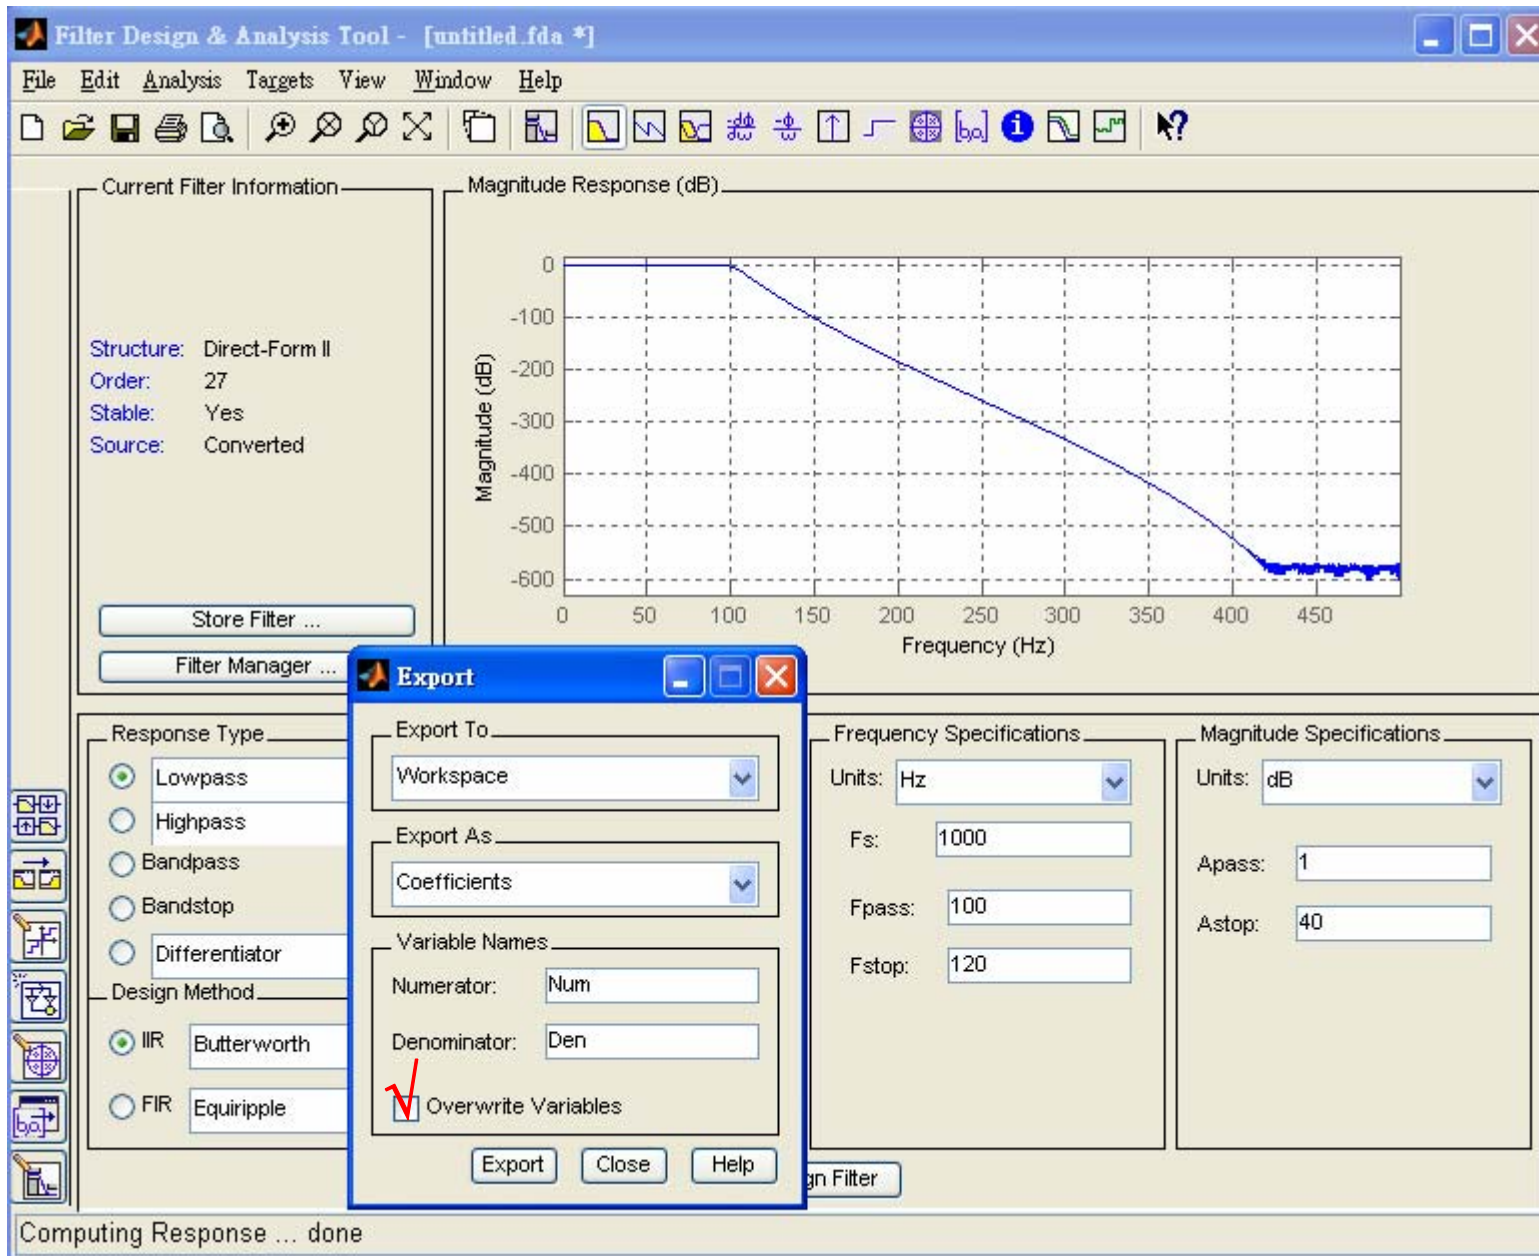 Filter Design & Analysis Tool - [untitled.fda *]
File Edit Analysis Targets View Window Help
Current Filter Information
Structure: Direct-Form II
Order: 27
Stable: Yes
Source: Converted
Store Filter ...
Filter Manager ...
Magnitude Response (dB)
Magnitude (dB)
0
-100
-200
-300
-400
-500
-600
0 50 100 150 200 250 300 350 400 450
Frequency (Hz)
Response Type
Lowpass
Highpass
Bandpass
Bandstop
Differentiator
Design Method
IIR Butterworth
FIR Equiripple
Export
Export To
Workspace
Export As
Coefficients
Variable Names
Numerator: Num
Denominator: Den
√
Overwrite Variables
Export Close Help
Frequency Specifications
Units: Hz
Fs: 1000
Fpass: 100
Fstop: 120
Magnitude Specifications
Units: dB
Apass: 1
Astop: 40
gn Filter
Computing Response ... done